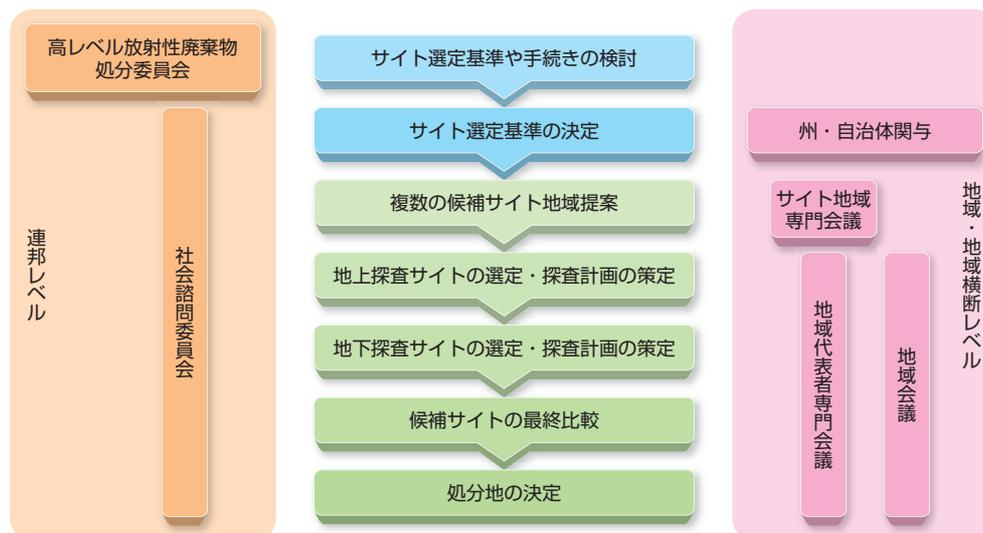 高レベル放射性廃棄物
処分委員会
連邦レベル
社会諮問委員会
サイト選定基準や手続きの検討
サイト選定基準の決定
複数の候補サイト地域提案
地上探査サイトの選定・探査計画の策定
地下探査サイトの選定・探査計画の策定
候補サイトの最終比較
処分地の決定
州・自治体関与
サイト地域
専門会議
地域代表者専門会議
地域会議
地域・地域横断レベル